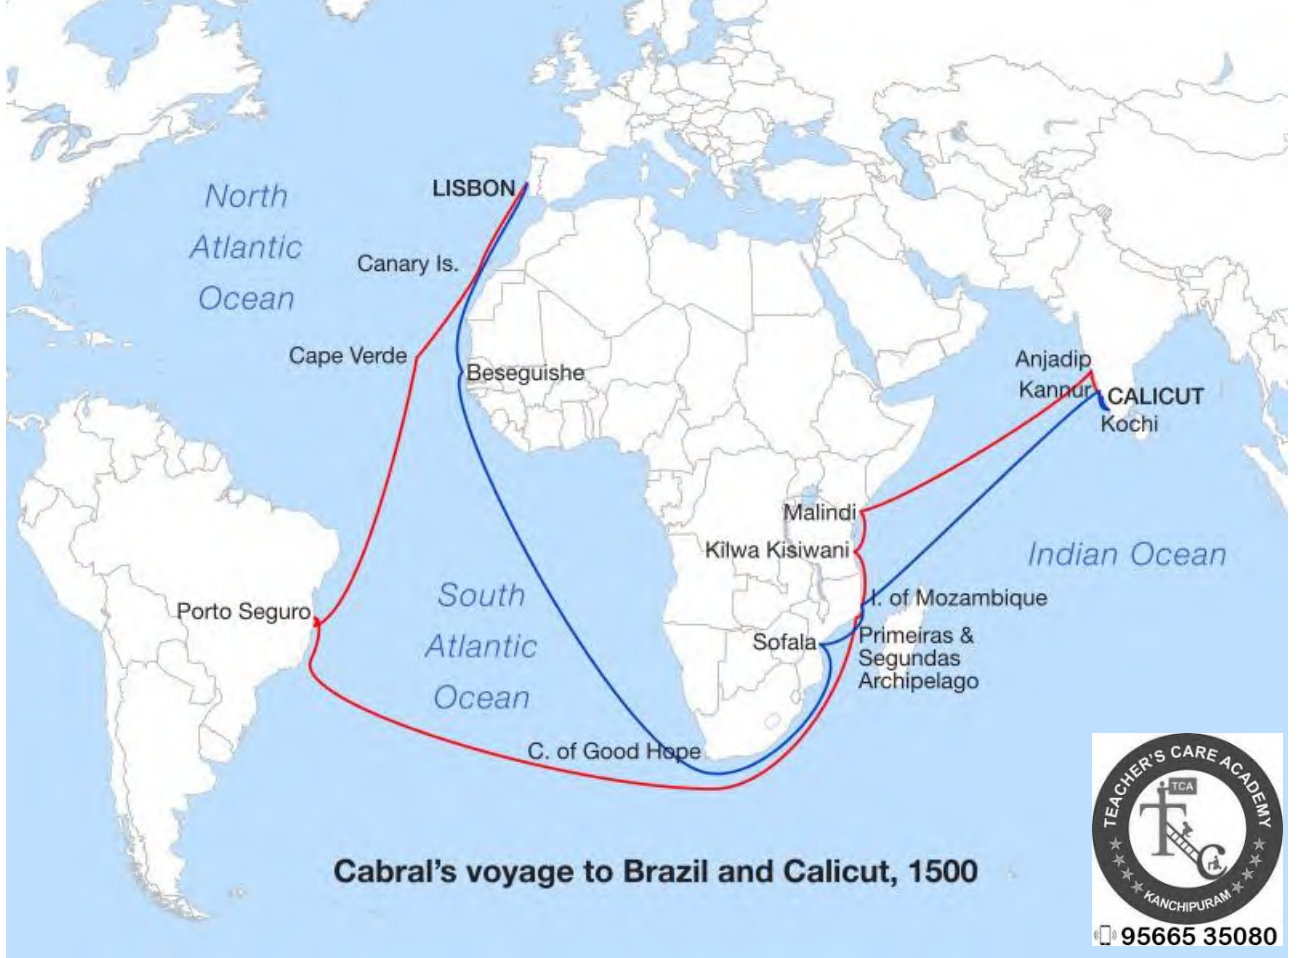 North
Atlantic
Ocean
LISBON
Canary Is.
Cape Verde
Beseguishe
Anjadip
Kannur
CALICUT
Kochi
Malindi
Kilwa Kisiwani
Indian Ocean
I. of Mozambique
Porto Seguro
South
Atlantic
Ocean
Sofala
Primeiras &
Segundas
Archipelago
C. of Good Hope
Cabral's voyage to Brazil and Calicut, 1500
TEACHER'S CARE ACADEMY
TCA
KANCHIPURAM
95665 35080